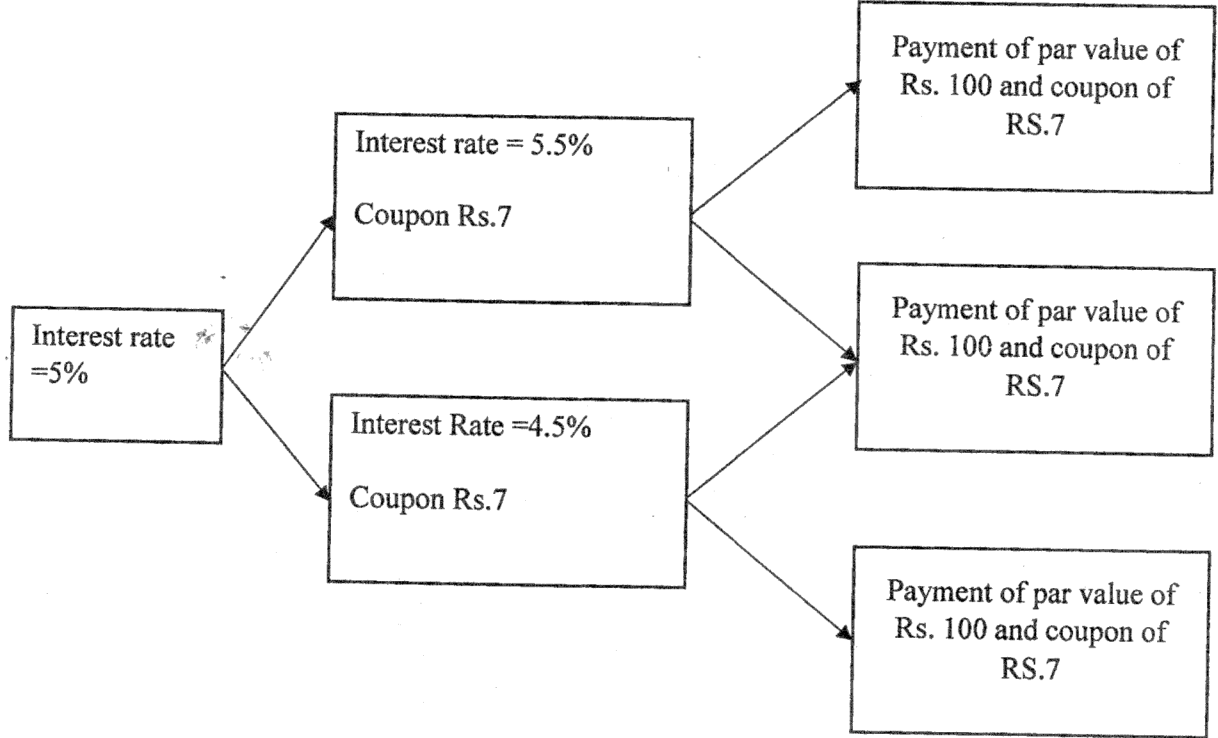 Interest rate
=5%
Interest rate = 5.5%
Coupon Rs.7
Interest Rate =4.5%
Coupon Rs.7
Payment of par value of
Rs. 100 and coupon of
RS.7
Payment of par value of
Rs. 100 and coupon of
RS.7
Payment of par value of
Rs. 100 and coupon of
RS.7